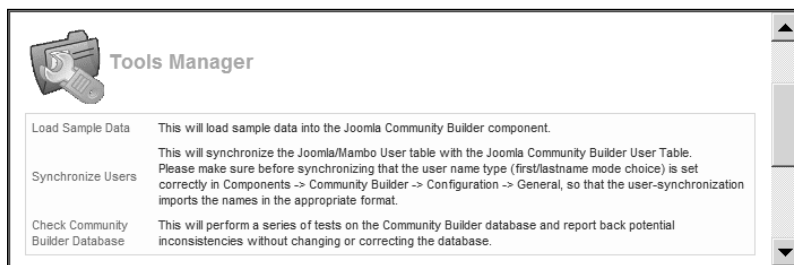 Tools Manager
Load Sample Data This will load sample data into the Joomla Community Builder component.
This will synchronize the Joomla/Mambo User table with the Joomla Community Builder User Table.
Please make sure before synchronizing that the user name type (first/lastname mode choice) is set
Synchronize Users correctly in Components -> Community Builder -> Configuration -> General, so that the user-synchronization
imports the names in the appropriate format.
Check Community This will perform a series of tests on the Community Builder database and report back potential
Builder Database inconsistencies without changing or correcting the database.